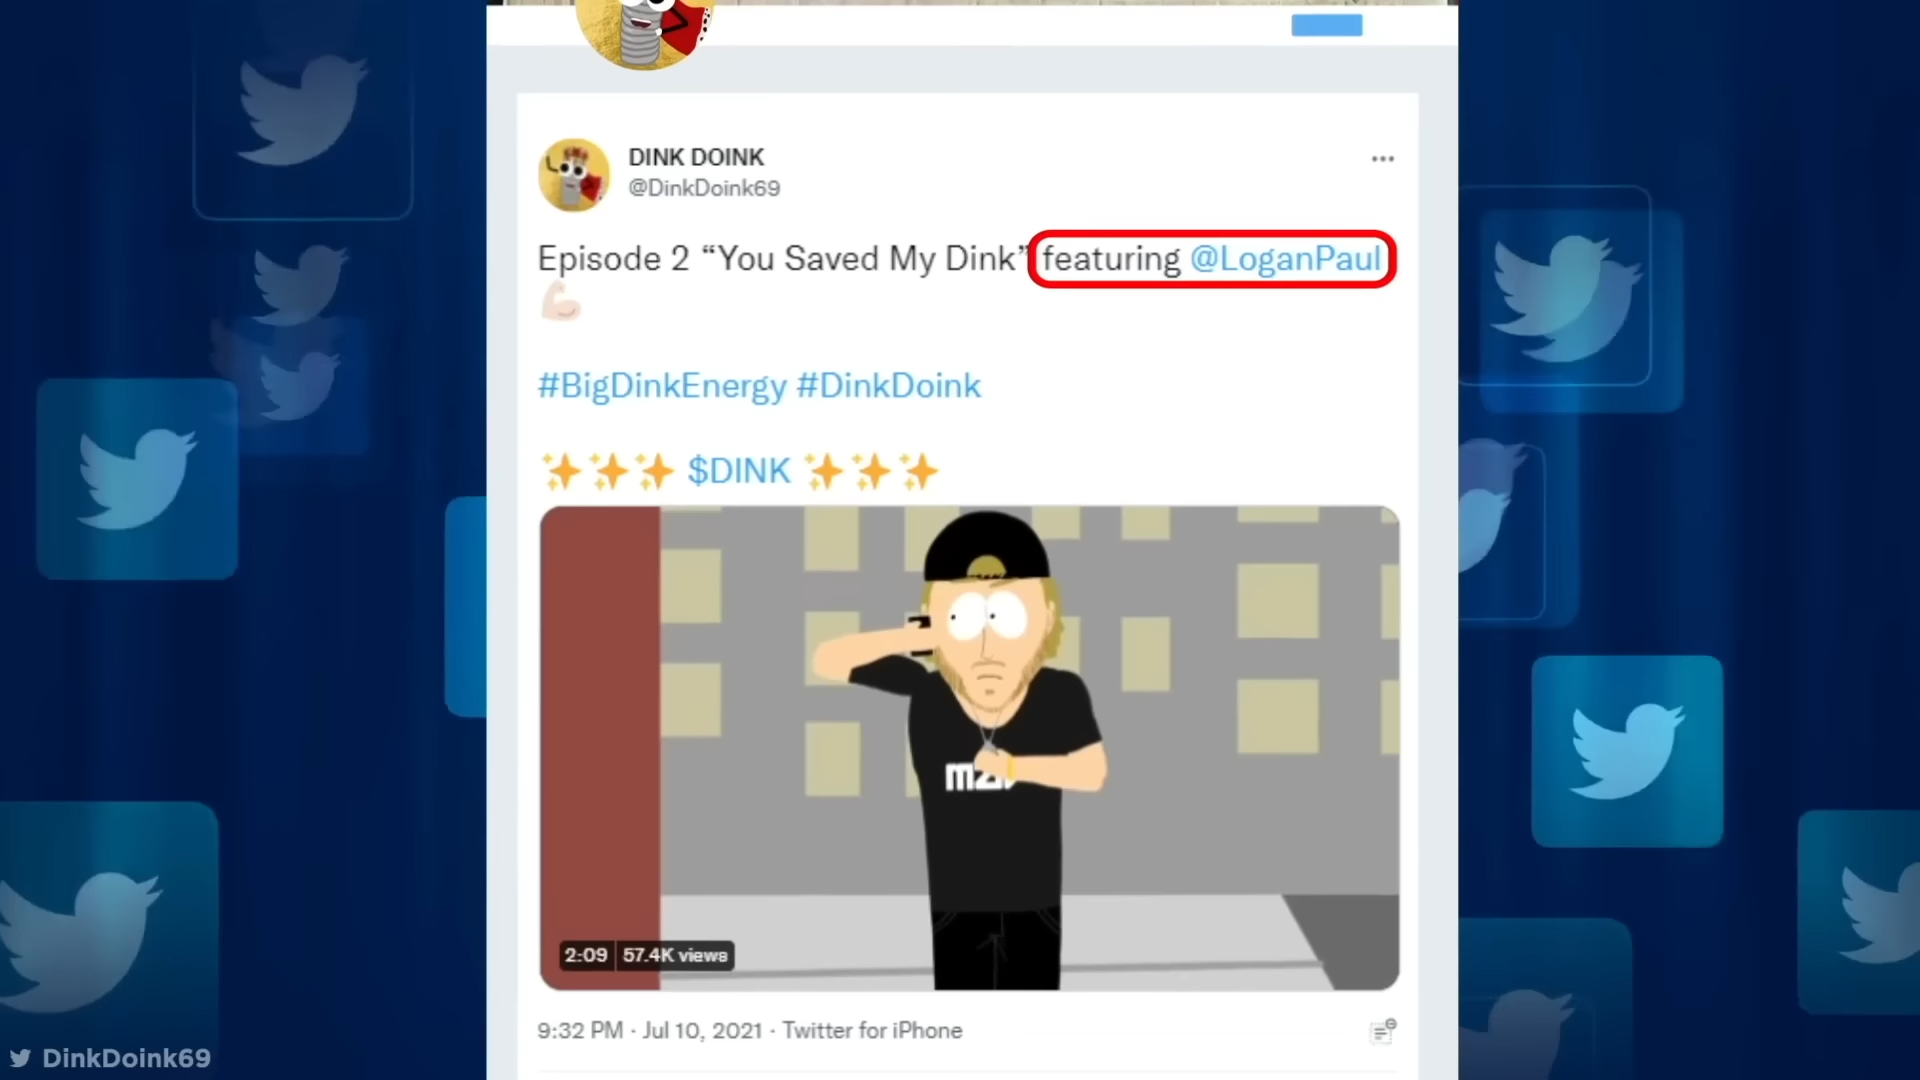 DINK DOINK
@DinkDoink69
Episode 2 “You Saved My Dink” featuring @LoganPaul
💪🏻
#BigDinkEnergy #DinkDoink
✨✨✨ $DINK ✨✨✨
2:09 57.4K views
9:32 PM · Jul 10, 2021 · Twitter for iPhone
DinkDoink69